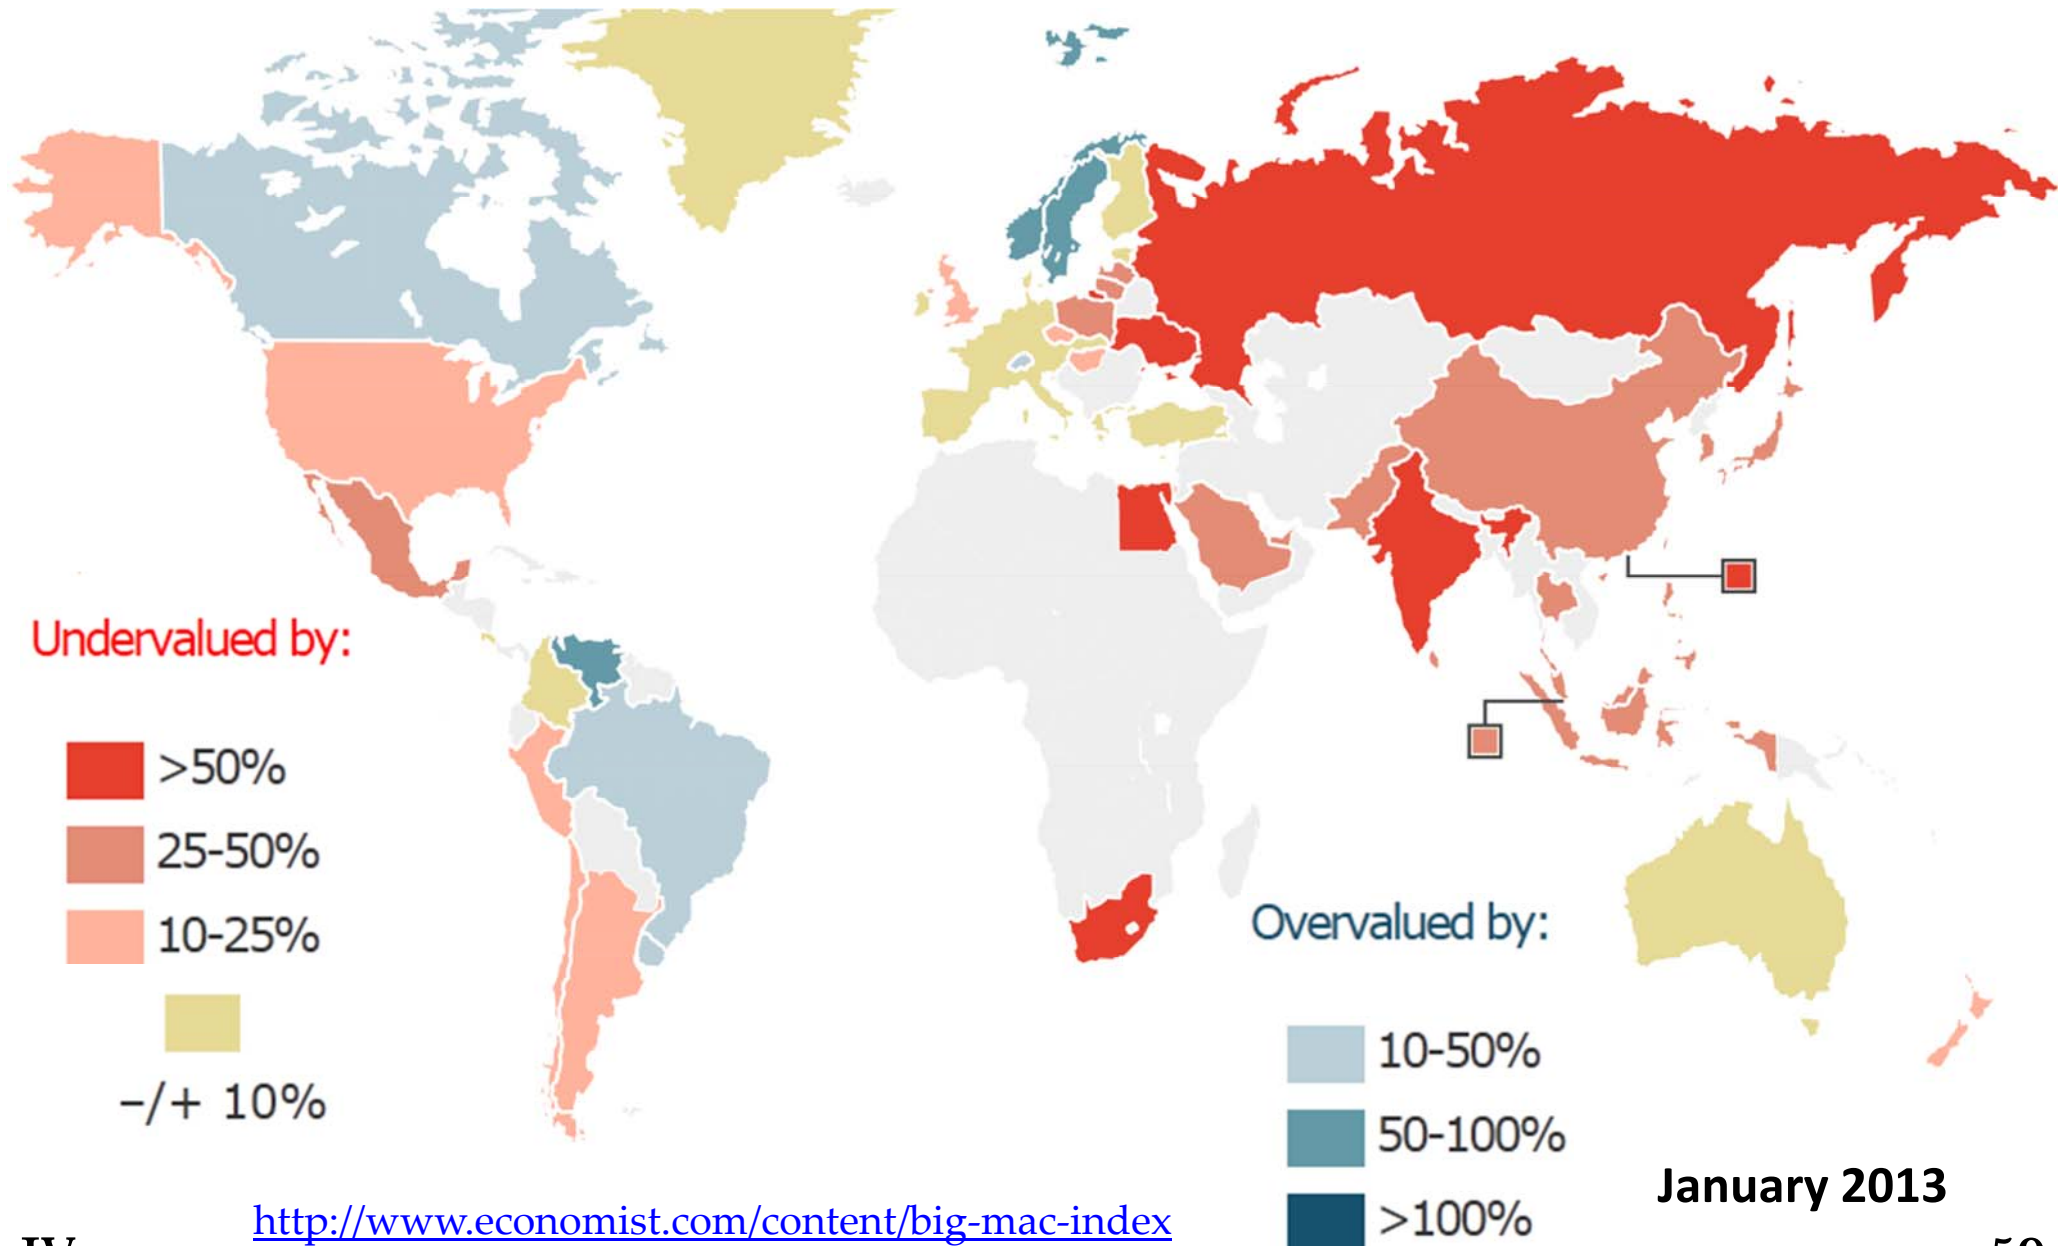 Undervalued by:
>50%
25-50%
10-25%
−/+ 10%
Overvalued by:
10-50%
50-100%
>100%
January 2013
http://www.economist.com/content/big-mac-index